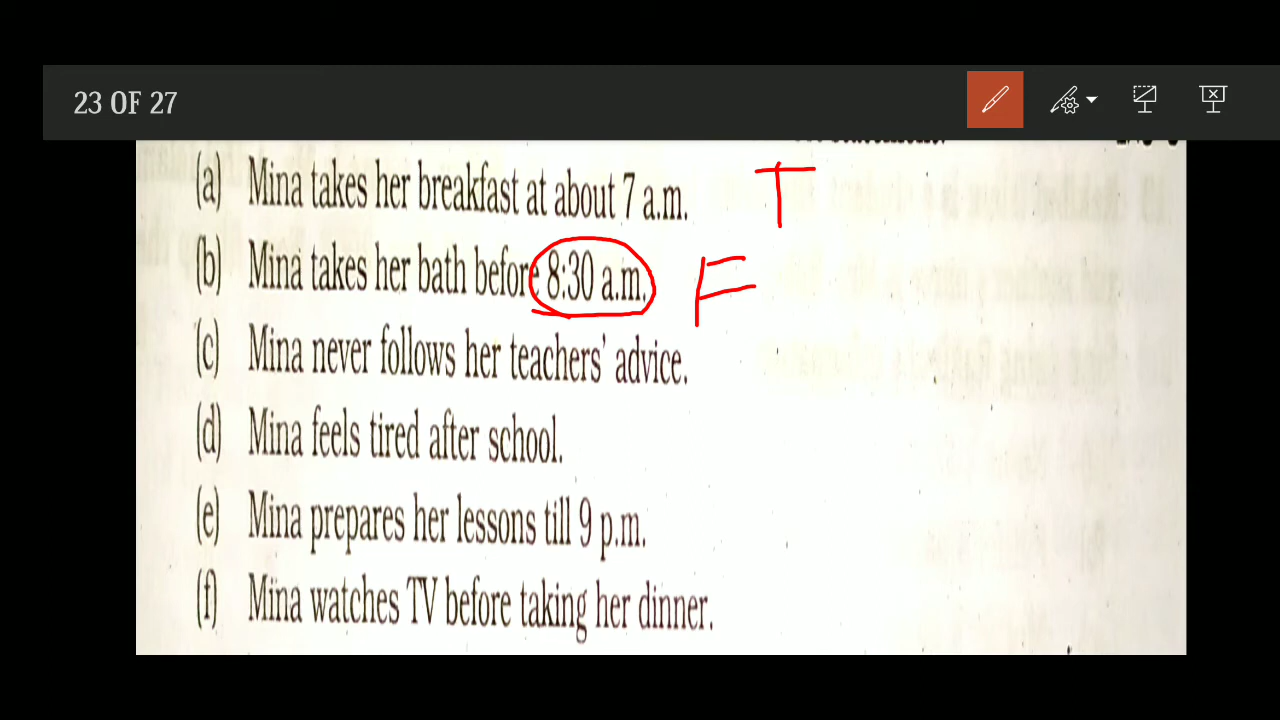 23 OF 27
(a) Mina takes her breakfast at about 7 a.m. T
(b) Mina takes her bath before 8:30 a.m. F
(c) Mina never follows her teachers' advice.
(d) Mina feels tired after school.
(e) Mina prepares her lessons till 9 p.m.
(f) Mina watches TV before taking her dinner.